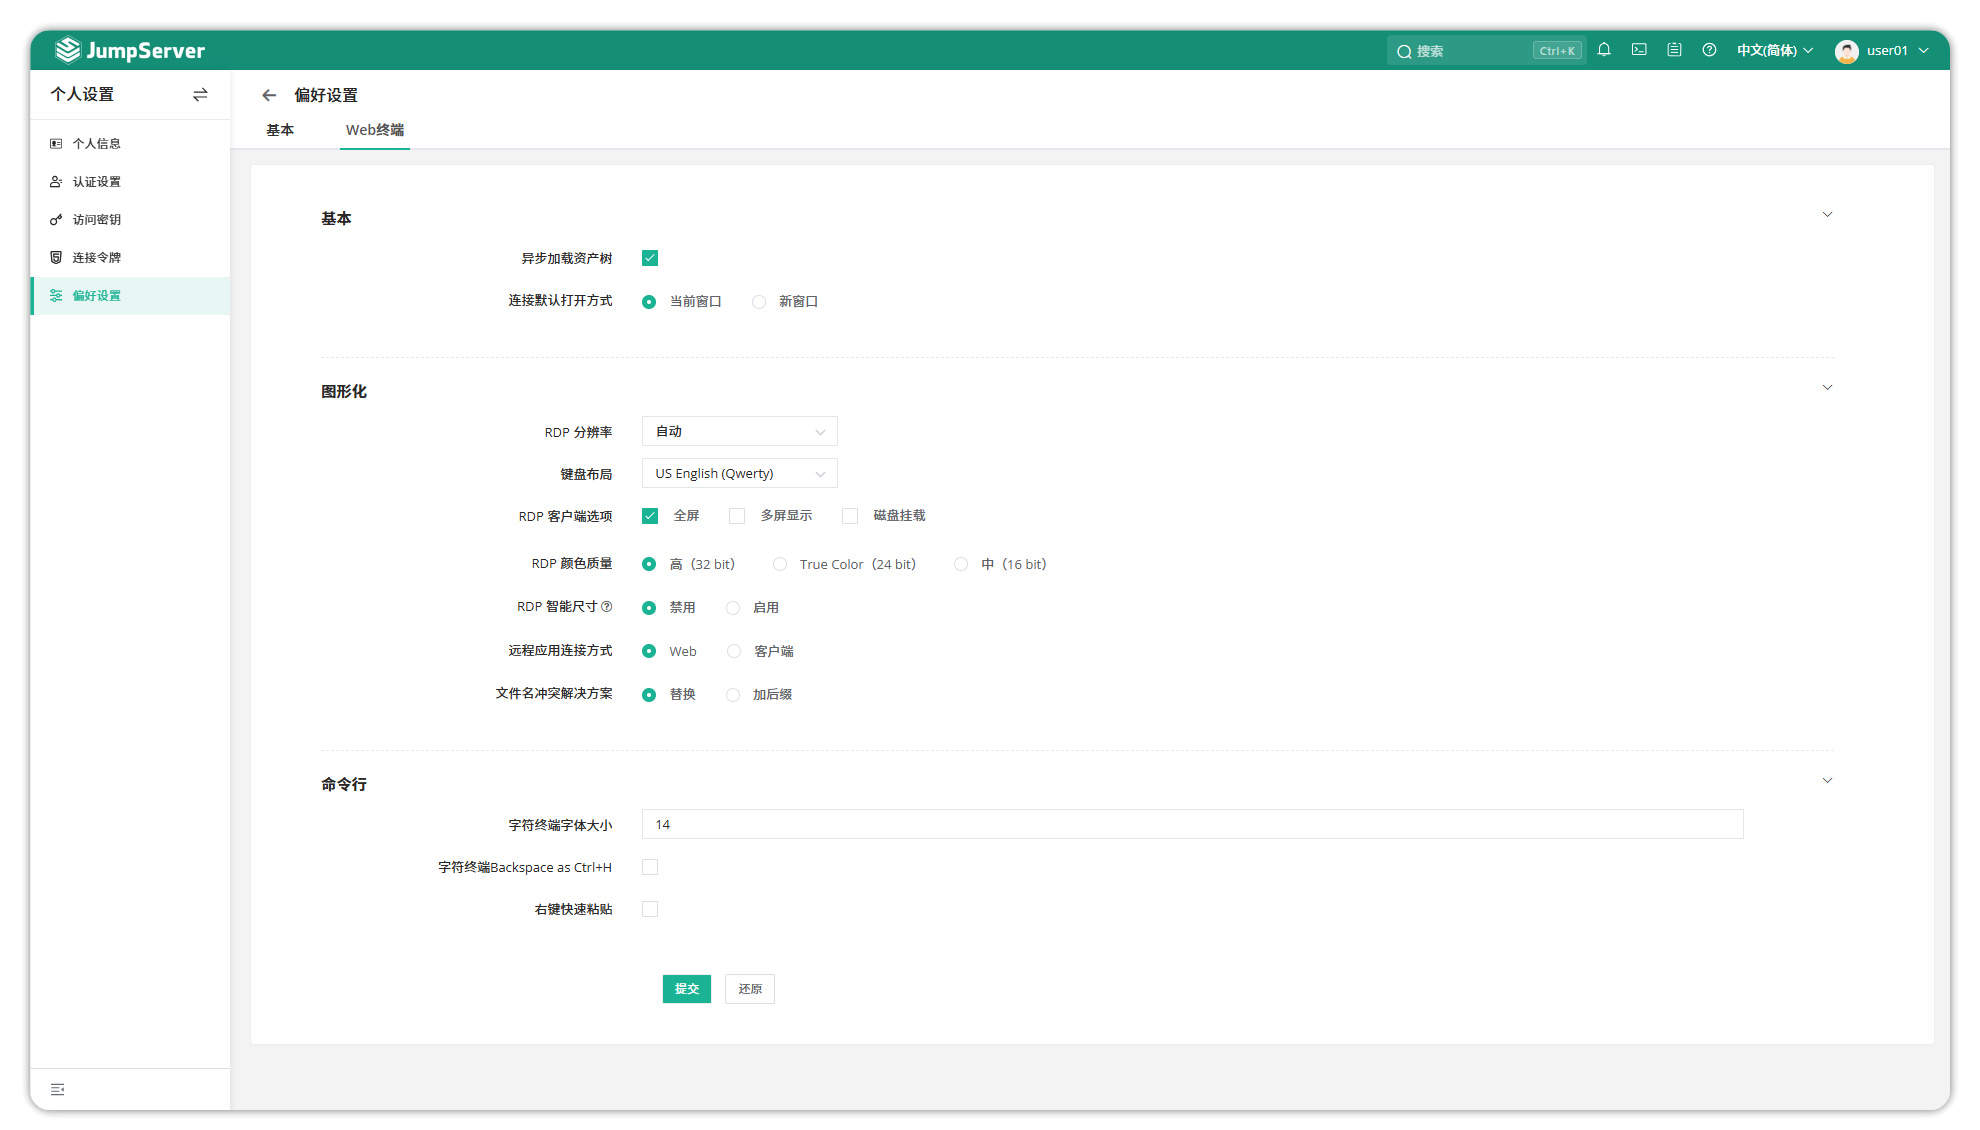 JumpServer
搜索 Ctrl+K 中文(简体) user01
个人设置
个人信息
认证设置
访问密钥
连接令牌
偏好设置
偏好设置
基本 Web终端
基本
异步加载资产树
连接默认打开方式 当前窗口 新窗口
图形化
RDP 分辨率 自动
键盘布局 US English (Qwerty)
RDP 客户端选项 全屏 多屏显示 磁盘挂载
RDP 颜色质量 高（32 bit） True Color（24 bit） 中（16 bit）
RDP 智能尺寸 禁用 启用
远程应用连接方式 Web 客户端
文件名冲突解决方案 替换 加后缀
命令行
字符终端字体大小 14
字符终端Backspace as Ctrl+H
右键快速粘贴
提交 还原